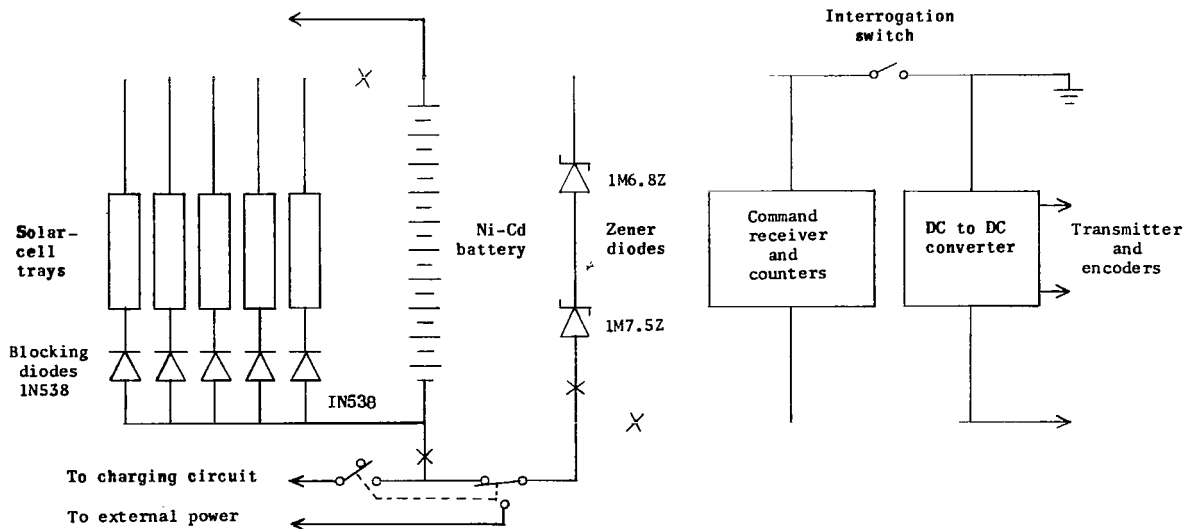 Interrogation
switch
1M6.8Z
Solar-
cell
trays
Ni-Cd
battery
Zener
diodes
Command
receiver
and
counters
DC to DC
converter
Transmitter
and
encoders
1M7.5Z
Blocking
diodes
1N538
IN538
To charging circuit
To external power